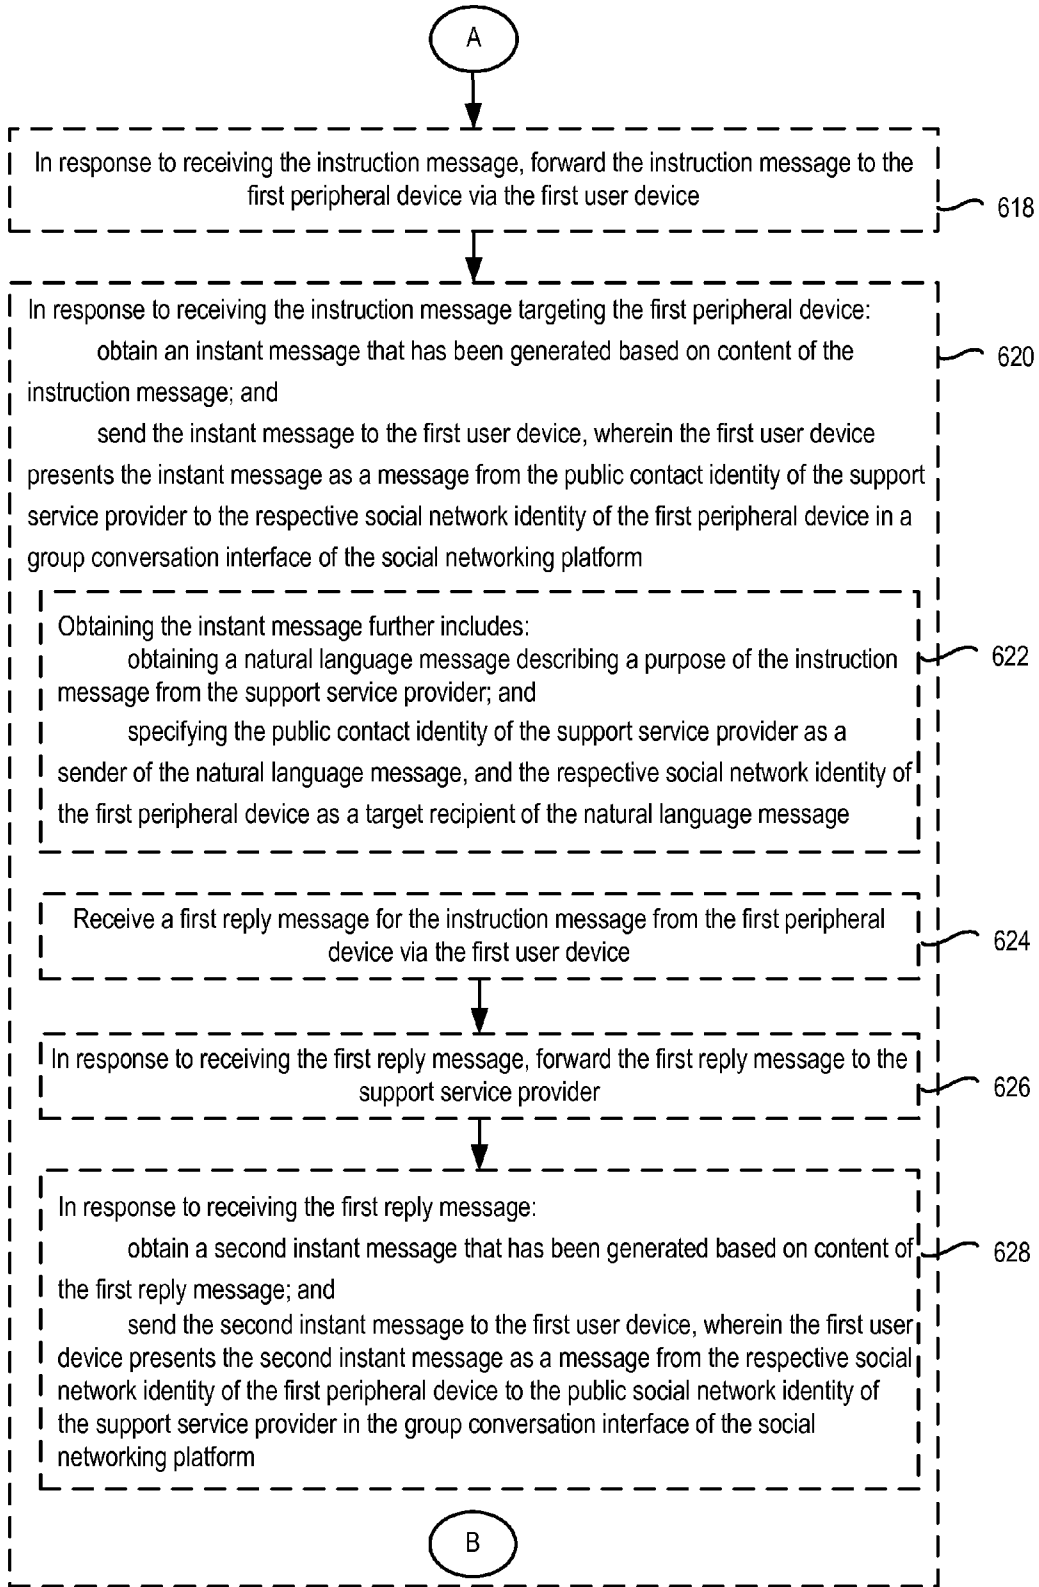 A
In response to receiving the instruction message, forward the instruction message to the
first peripheral device via the first user device
618
In response to receiving the instruction message targeting the first peripheral device:
obtain an instant message that has been generated based on content of the
620
instruction message; and
send the instant message to the first user device, wherein the first user device
presents the instant message as a message from the public contact identity of the support
service provider to the respective social network identity of the first peripheral device in a
group conversation interface of the social networking platform
Obtaining the instant message further includes:
obtaining a natural language message describing a purpose of the instruction
622
message from the support service provider; and
specifying the public contact identity of the support service provider as a
sender of the natural language message, and the respective social network identity of
the first peripheral device as a target recipient of the natural language message
Receive a first reply message for the instruction message from the first peripheral
device via the first user device
624
In response to receiving the first reply message, forward the first reply message to the
support service provider
626
In response to receiving the first reply message:
obtain a second instant message that has been generated based on content of
628
the first reply message; and
send the second instant message to the first user device, wherein the first user
device presents the second instant message as a message from the respective social
network identity of the first peripheral device to the public social network identity of
the support service provider in the group conversation interface of the social
networking platform
B